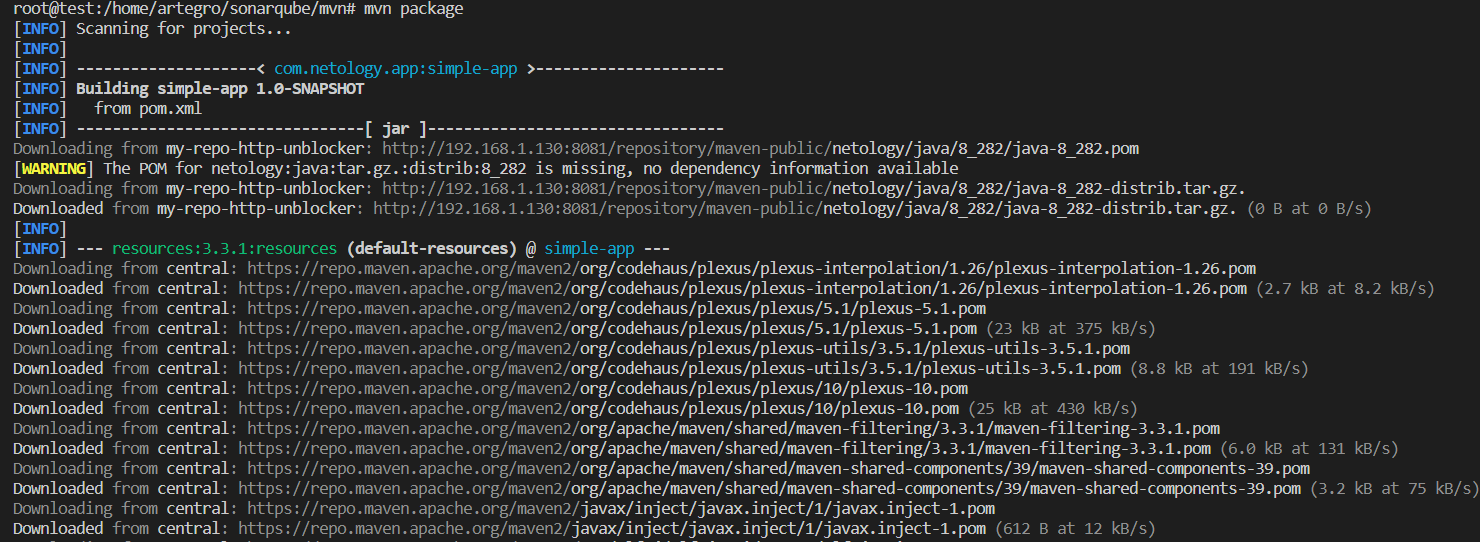 root@test:/home/artegro/sonarqube/mvn# mvn package
[INFO] Scanning for projects...
[INFO]
[INFO] --------------------< com.netology.app:simple-app >---------------------
[INFO] Building simple-app 1.0-SNAPSHOT
[INFO]   from pom.xml
[INFO] --------------------------------[ jar ]---------------------------------
Downloading from my-repo-http-unblocker: http://192.168.1.130:8081/repository/maven-public/netology/java/8_282/java-8_282.pom
[WARNING] The POM for netology:java:tar.gz.:distrib:8_282 is missing, no dependency information available
Downloading from my-repo-http-unblocker: http://192.168.1.130:8081/repository/maven-public/netology/java/8_282/java-8_282-distrib.tar.gz.
Downloaded from my-repo-http-unblocker: http://192.168.1.130:8081/repository/maven-public/netology/java/8_282/java-8_282-distrib.tar.gz. (0 B at 0 B/s)
[INFO]
[INFO] --- resources:3.3.1:resources (default-resources) @ simple-app ---
Downloading from central: https://repo.maven.apache.org/maven2/org/codehaus/plexus/plexus-interpolation/1.26/plexus-interpolation-1.26.pom
Downloaded from central: https://repo.maven.apache.org/maven2/org/codehaus/plexus/plexus-interpolation/1.26/plexus-interpolation-1.26.pom (2.7 kB at 8.2 kB/s)
Downloading from central: https://repo.maven.apache.org/maven2/org/codehaus/plexus/plexus/5.1/plexus-5.1.pom
Downloaded from central: https://repo.maven.apache.org/maven2/org/codehaus/plexus/plexus/5.1/plexus-5.1.pom (23 kB at 375 kB/s)
Downloading from central: https://repo.maven.apache.org/maven2/org/codehaus/plexus/plexus-utils/3.5.1/plexus-utils-3.5.1.pom
Downloaded from central: https://repo.maven.apache.org/maven2/org/codehaus/plexus/plexus-utils/3.5.1/plexus-utils-3.5.1.pom (8.8 kB at 191 kB/s)
Downloading from central: https://repo.maven.apache.org/maven2/org/codehaus/plexus/plexus/10/plexus-10.pom
Downloaded from central: https://repo.maven.apache.org/maven2/org/codehaus/plexus/plexus/10/plexus-10.pom (25 kB at 430 kB/s)
Downloading from central: https://repo.maven.apache.org/maven2/org/apache/maven/shared/maven-filtering/3.3.1/maven-filtering-3.3.1.pom
Downloaded from central: https://repo.maven.apache.org/maven2/org/apache/maven/shared/maven-filtering/3.3.1/maven-filtering-3.3.1.pom (6.0 kB at 131 kB/s)
Downloading from central: https://repo.maven.apache.org/maven2/org/apache/maven/shared/maven-shared-components/39/maven-shared-components-39.pom
Downloaded from central: https://repo.maven.apache.org/maven2/org/apache/maven/shared/maven-shared-components/39/maven-shared-components-39.pom (3.2 kB at 75 kB/s)
Downloading from central: https://repo.maven.apache.org/maven2/javax/inject/javax.inject/1/javax.inject-1.pom
Downloaded from central: https://repo.maven.apache.org/maven2/javax/inject/javax.inject/1/javax.inject-1.pom (612 B at 12 kB/s)